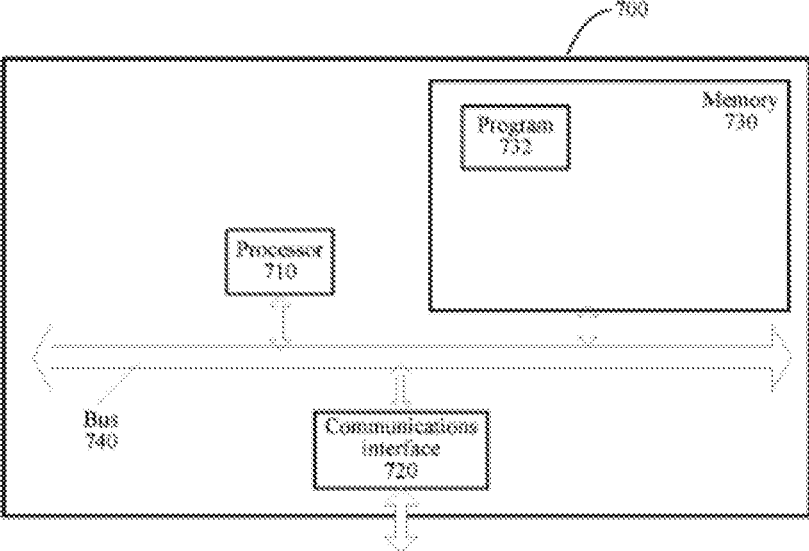 700
Memory
730
Program
732
Processor
710
Bus
740
Communications
interface
720